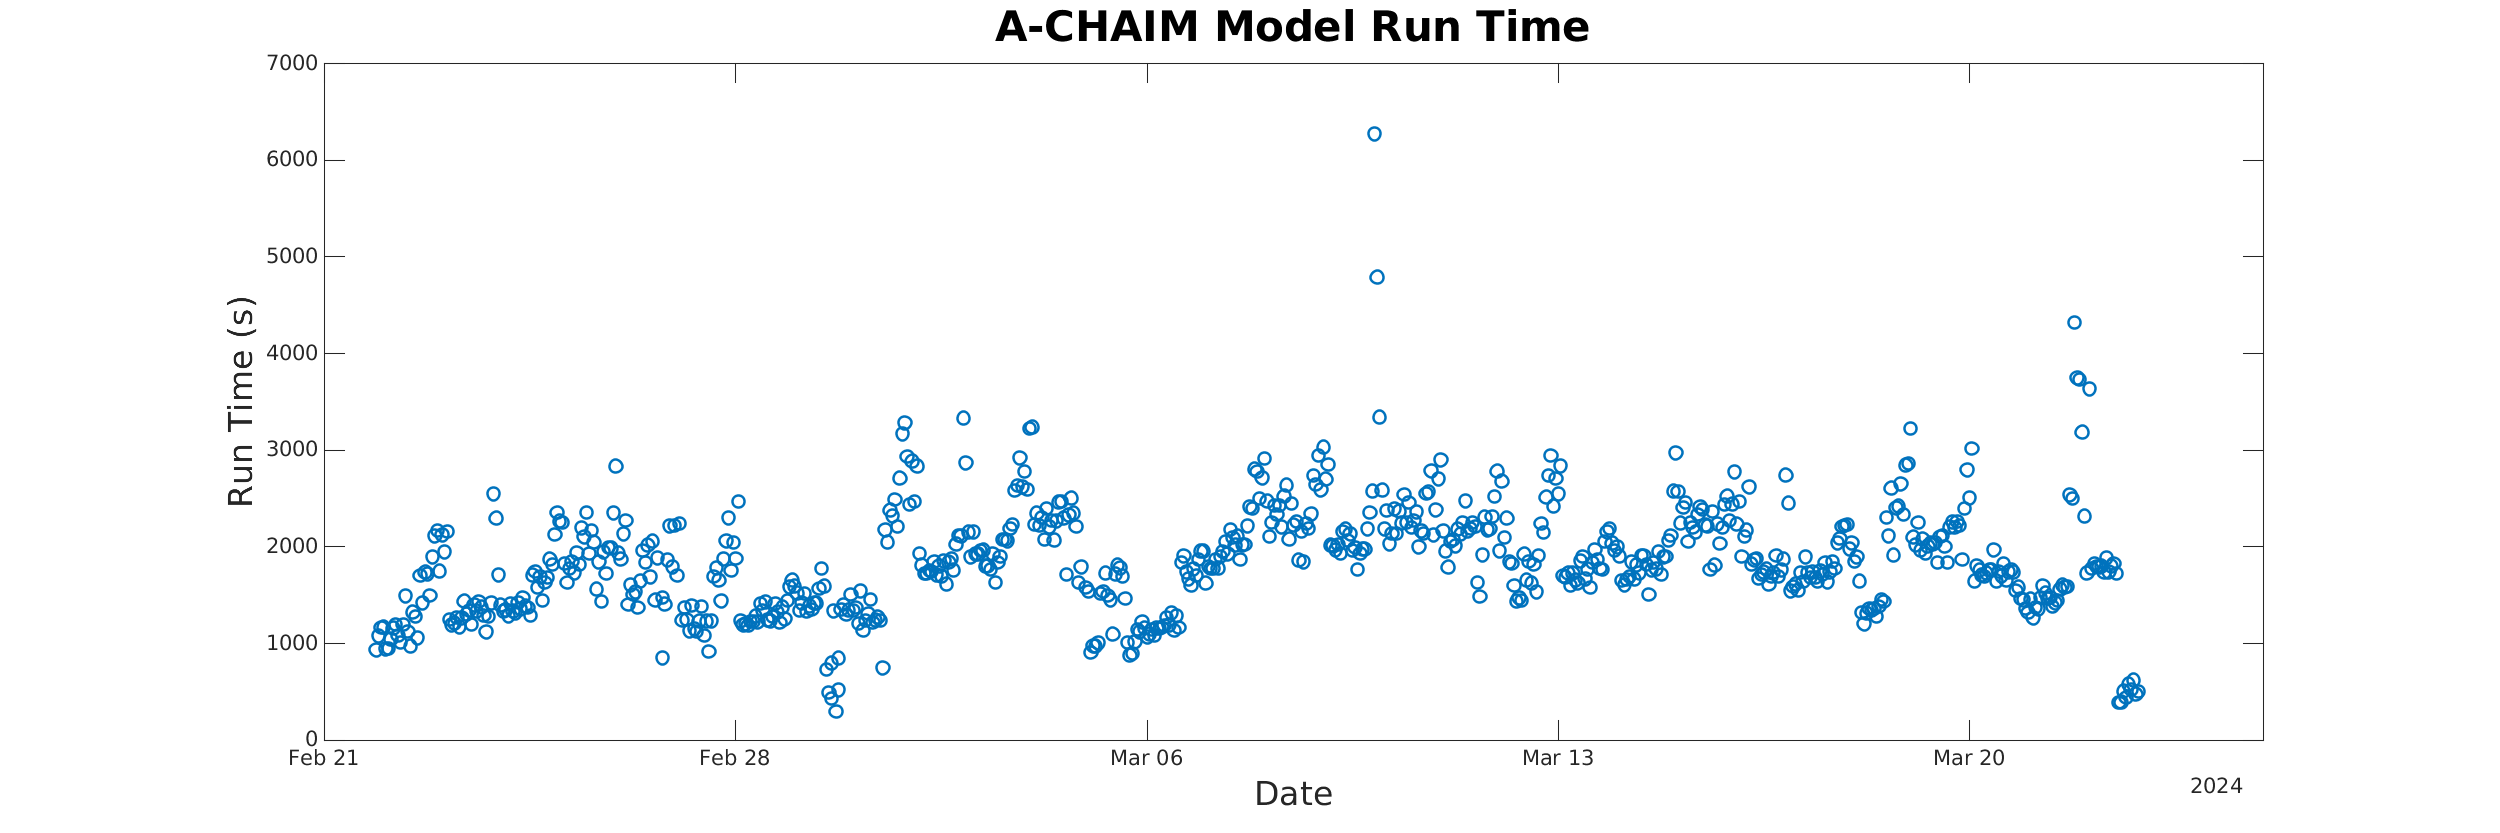 A-CHAIM Model Run Time
7000
6000
5000
4000
3000
2000
1000
0
Run Time (s)
Feb 21 Feb 28 Mar 06 Mar 13 Mar 20
2024
Date